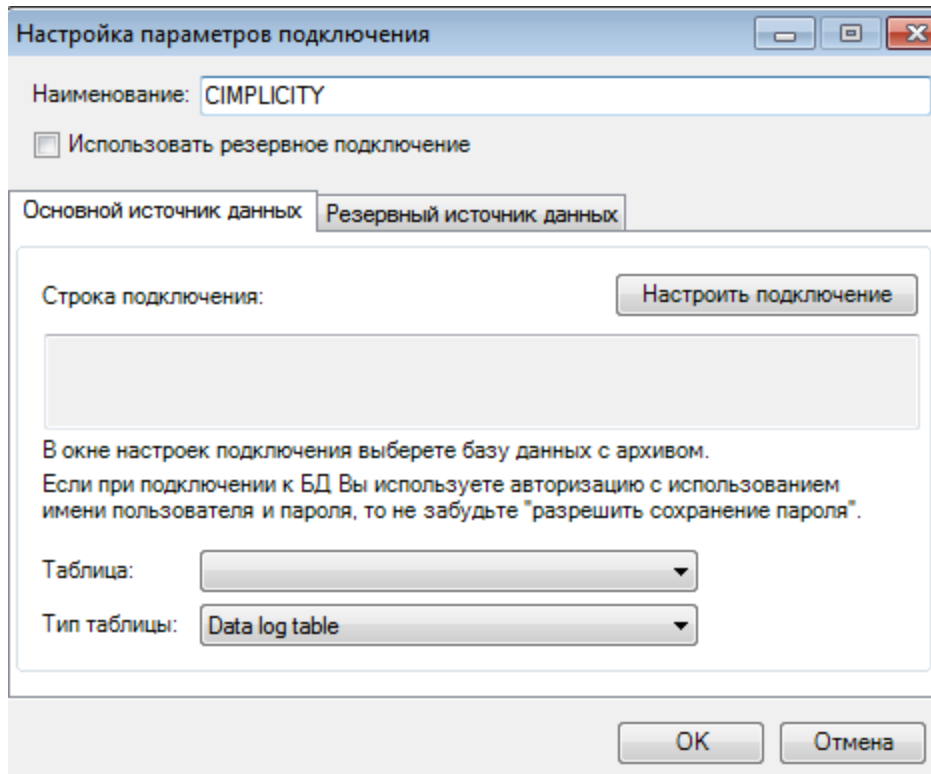 Настройка параметров подключения
Наименование: CIMPLICITY
Использовать резервное подключение
Основной источник данных Резервный источник данных
Строка подключения: Настроить подключение
В окне настроек подключения выберете базу данных с архивом.
Если при подключении к БД Вы используете авторизацию с использованием
имени пользователя и пароля, то не забудьте "разрешить сохранение пароля".
Таблица:
Тип таблицы: Data log table
OK Отмена